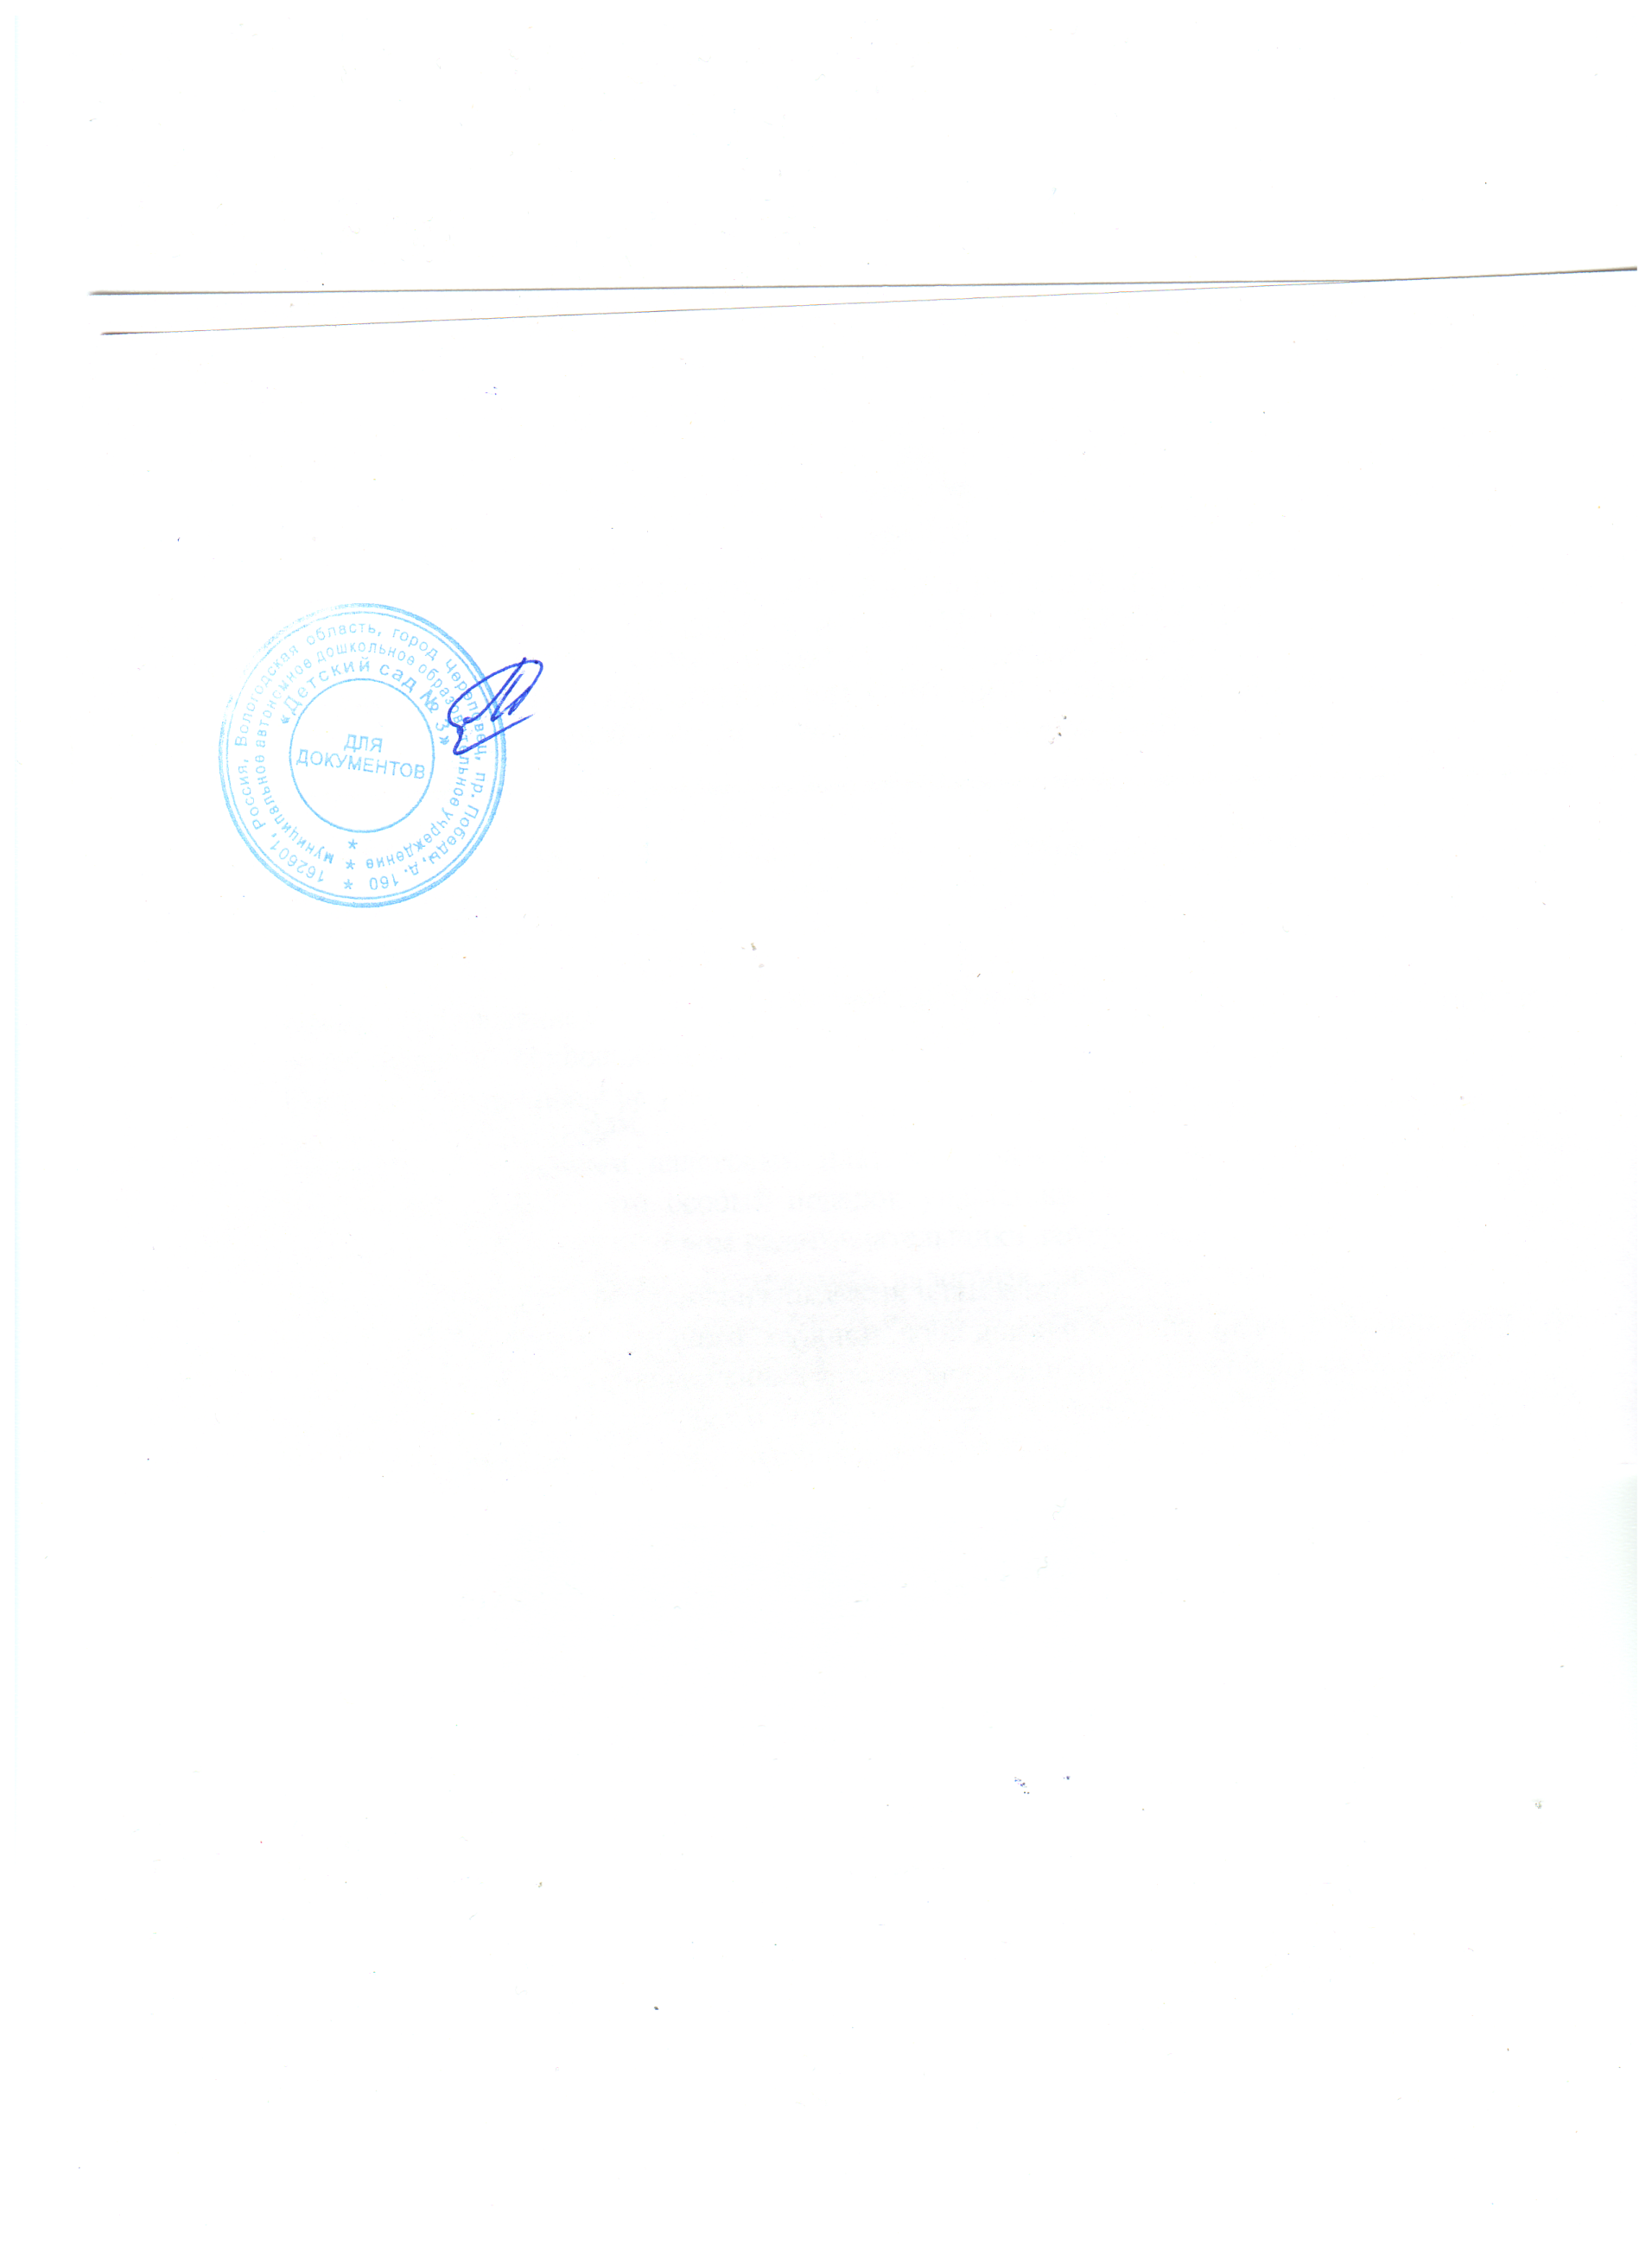 162601, Россия, Вологодская область, город Череповец, пр. Победы, д. 160 *
муниципальное автономное дошкольное образовательное учреждение *
«Детский сад № 3» *
ДЛЯ
ДОКУМЕНТОВ